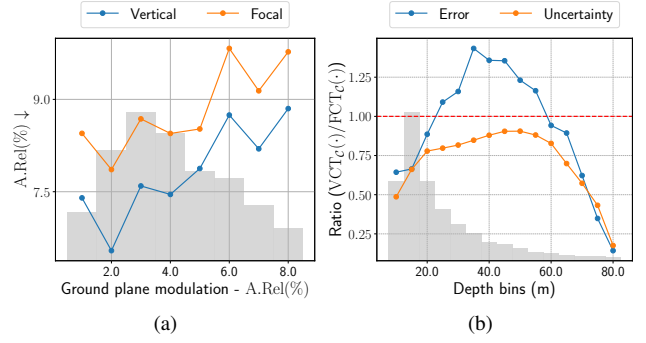 Vertical Focal
A.Rel(%) ↓
9.0
7.5
2.0 4.0 6.0 8.0
Ground plane modulation - A.Rel(%)
(a)
Error Uncertainty
Ratio (VCT_C(·)/FCT_C(·))
1.25
1.00
0.75
0.50
0.25
20.0 40.0 60.0 80.0
Depth bins (m)
(b)